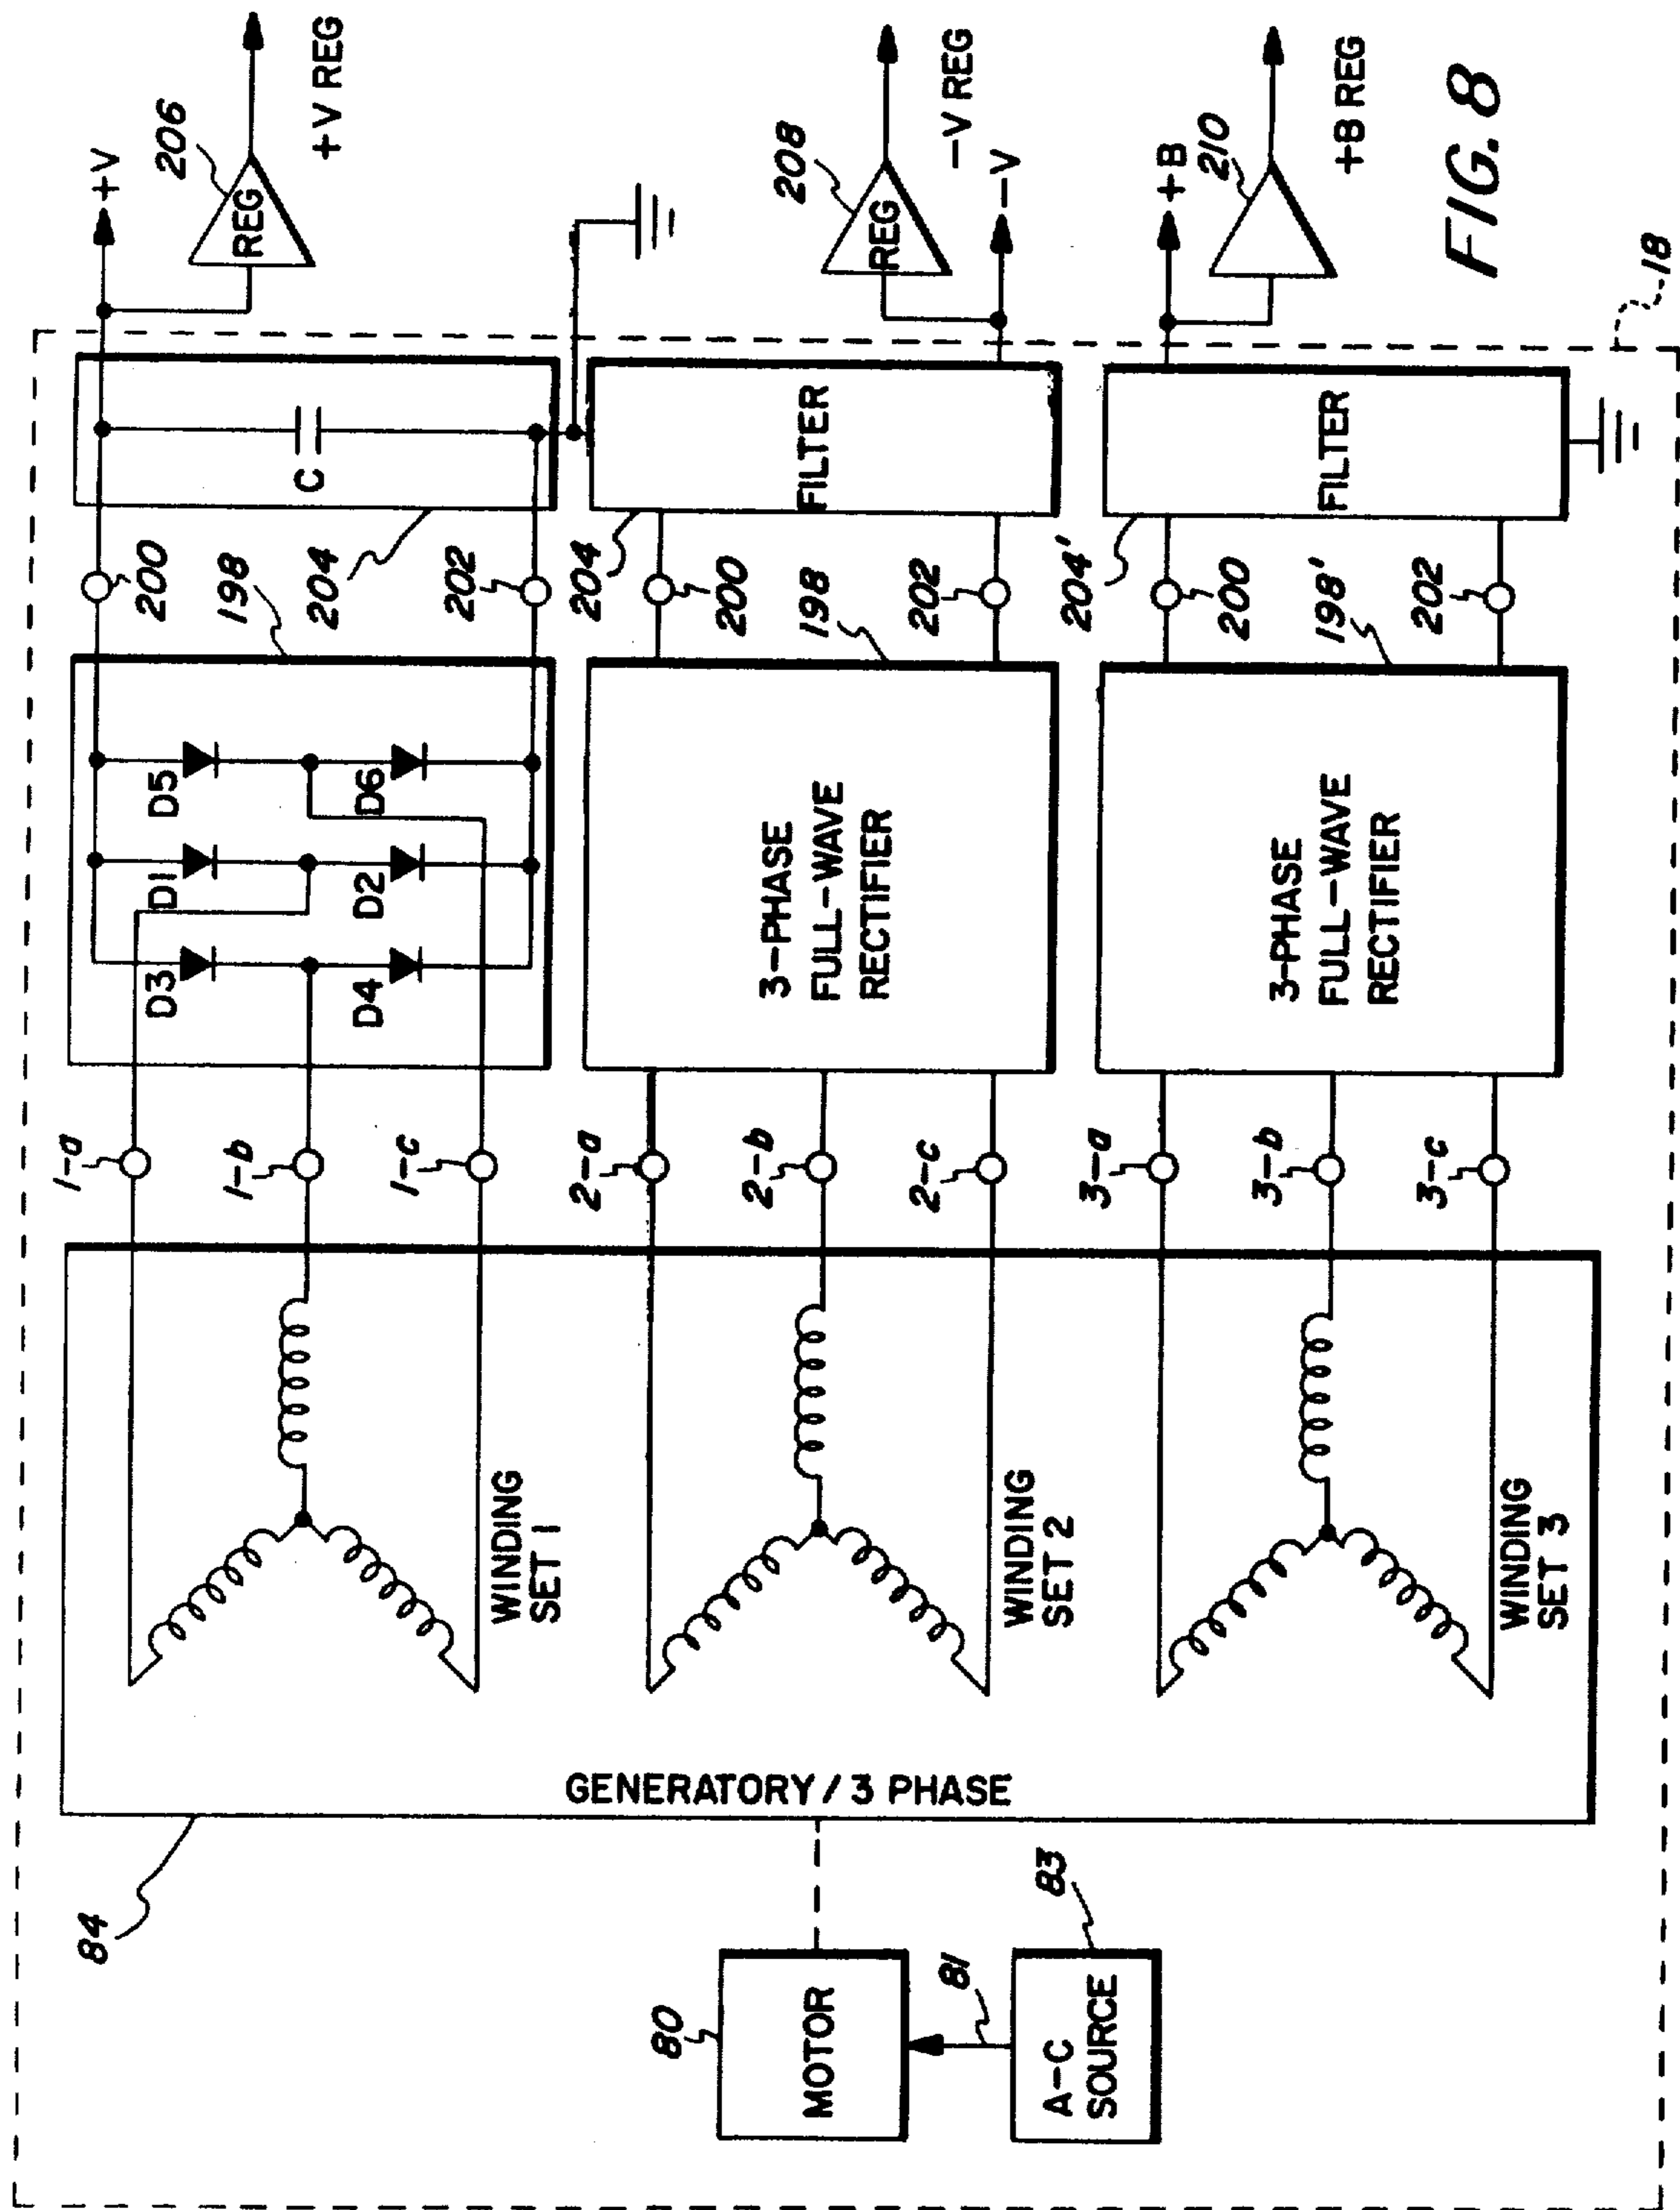 84
GENERATORY / 3 PHASE
80
MOTOR
81
83
A-C
SOURCE
WINDING
SET 1
WINDING
SET 2
WINDING
SET 3
1-a
1-b
1-c
2-a
2-b
2-c
3-a
3-b
3-c
D3
D1
D5
D4
D2
D6
3-PHASE
FULL-WAVE
RECTIFIER
3-PHASE
FULL-WAVE
RECTIFIER
200
198
204
202
204
200
198
202
204'
200
198'
202
C
FILTER
FILTER
+V
206
REG
+V REG
208
REG
-V REG
-V
+B
210
+B REG
18
FIG. 8